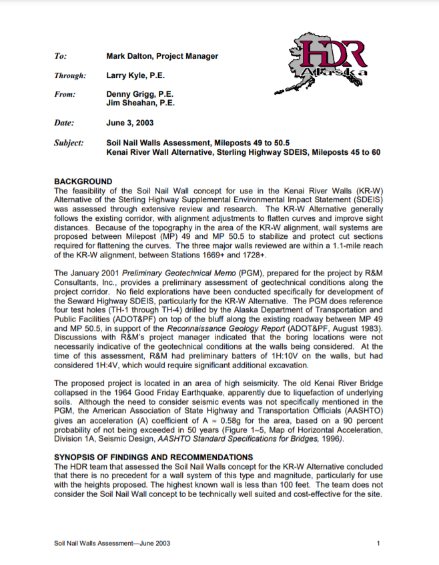 HDR
Alaska
To: Mark Dalton, Project Manager
Through: Larry Kyle, P.E.
From: Denny Grigg, P.E.
Jim Sheahan, P.E.
Date: June 3, 2003
Subject: Soil Nail Walls Assessment, Mileposts 49 to 50.5
Kenai River Wall Alternative, Sterling Highway SDEIS, Mileposts 45 to 60
BACKGROUND
The feasibility of the Soil Nail Wall concept for use in the Kenai River Walls (KR-W)
Alternative of the Sterling Highway Supplemental Environmental Impact Statement (SDEIS)
was assessed through extensive review and research. The KR-W Alternative generally
follows the existing corridor, with alignment adjustments to flatten curves and improve sight
distances. Because of the topography in the area of the KR-W alignment, wall systems are
proposed between Milepost (MP) 49 and MP 50.5 to stabilize and protect cut sections
required for flattening the curves. The three major walls reviewed are within a 1.1-mile reach
of the KR-W alignment, between Stations 1669+ and 1728+.
The January 2001 Preliminary Geotechnical Memo (PGM), prepared for the project by R&M
Consultants, Inc., provides a preliminary assessment of geotechnical conditions along the
project corridor. No field explorations have been conducted specifically for development of
the Seward Highway SDEIS, particularly for the KR-W Alternative. The PGM does reference
four test holes (TH-1 through TH-4) drilled by the Alaska Department of Transportation and
Public Facilities (ADOT&PF) on top of the bluff along the existing roadway between MP 49
and MP 50.5, in support of the Reconnaissance Geology Report (ADOT&PF, August 1983).
Discussions with R&M's project manager indicated that the boring locations were not
necessarily indicative of the geotechnical conditions at the walls being considered. At the
time of this assessment, R&M had preliminary batters of 1H:10V on the walls, but had
considered 1H:4V, which would require significant additional excavation.
The proposed project is located in an area of high seismicity. The old Kenai River Bridge
collapsed in the 1964 Good Friday Earthquake, apparently due to liquefaction of underlying
soils. Although the need to consider seismic events was not specifically mentioned in the
PGM, the American Association of State Highway and Transportation Officials (AASHTO)
gives an acceleration (A) coefficient of A = 0.58g for the area, based on a 90 percent
probability of not being exceeded in 50 years (Figure 1–5, Map of Horizontal Acceleration,
Division 1A, Seismic Design, AASHTO Standard Specifications for Bridges, 1996).
SYNOPSIS OF FINDINGS AND RECOMMENDATIONS
The HDR team that assessed the Soil Nail Walls concept for the KR-W Alternative concluded
that there is no precedent for a wall system of this type and magnitude, particularly for use
with the heights proposed. The highest known wall is less than 100 feet. The team does not
consider the Soil Nail Wall concept to be technically well suited and cost-effective for the site.
Soil Nail Walls Assessment—June 2003 1